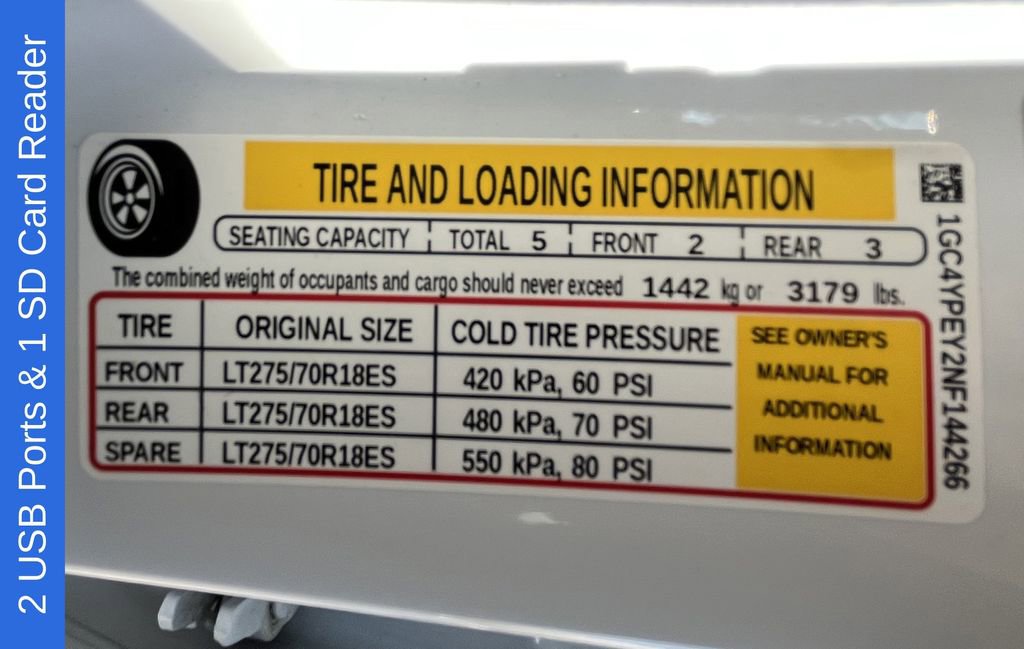 2 USB Ports & 1 SD Card Reader
TIRE AND LOADING INFORMATION
SEATING CAPACITY TOTAL 5 FRONT 2 REAR 3
The combined weight of occupants and cargo should never exceed 1442 kg or 3179 lbs.
TIRE ORIGINAL SIZE COLD TIRE PRESSURE
FRONT LT275/70R18ES 420 kPa, 60 PSI
REAR LT275/70R18ES 480 kPa, 70 PSI
SPARE LT275/70R18ES 550 kPa, 80 PSI
SEE OWNER'S
MANUAL FOR
ADDITIONAL
INFORMATION
1GC4YPEY2NF144266